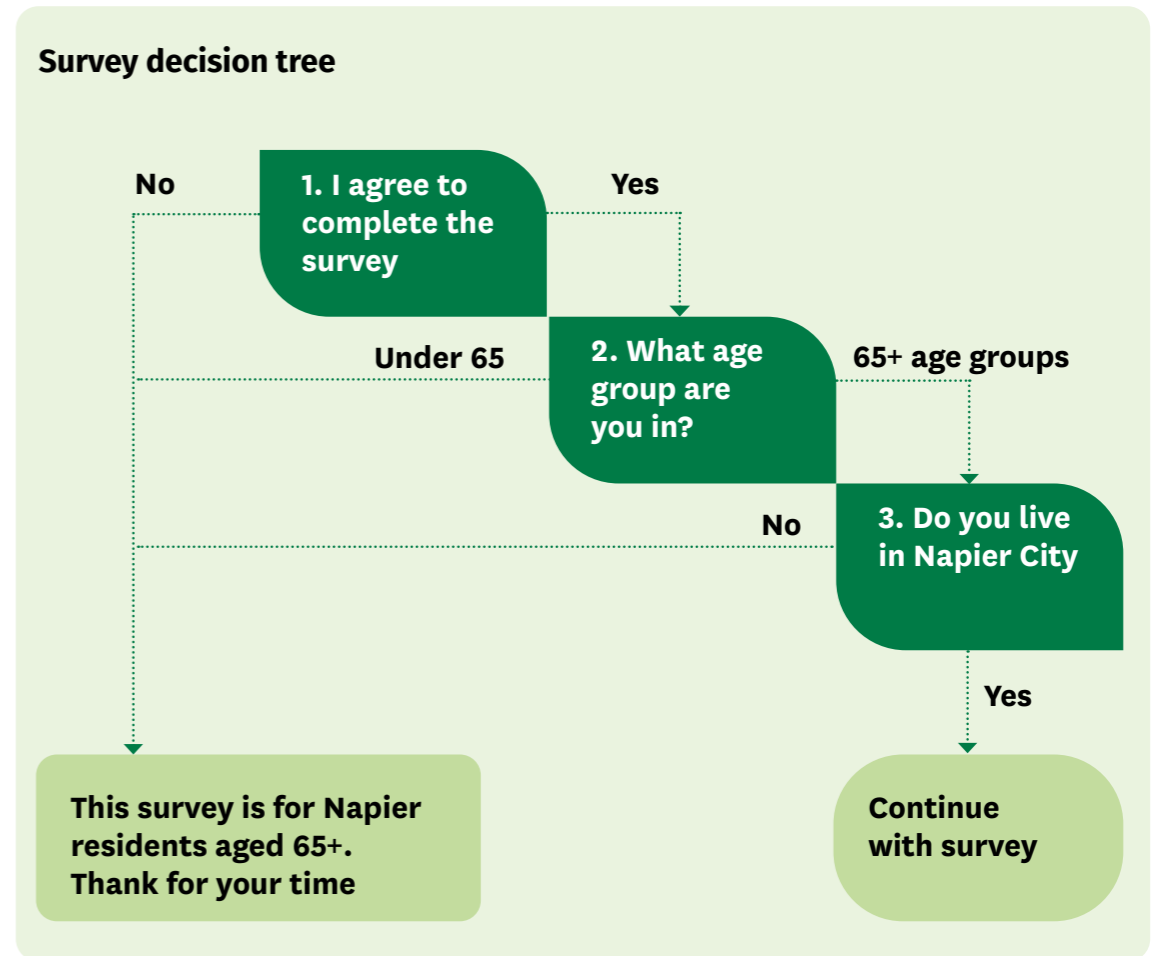 Survey decision tree
No
1. I agree to
complete the
survey
Yes
Under 65
2. What age
group are
you in?
65+ age groups
No
3. Do you live
in Napier City
Yes
This survey is for Napier
residents aged 65+.
Thank for your time
Continue
with survey